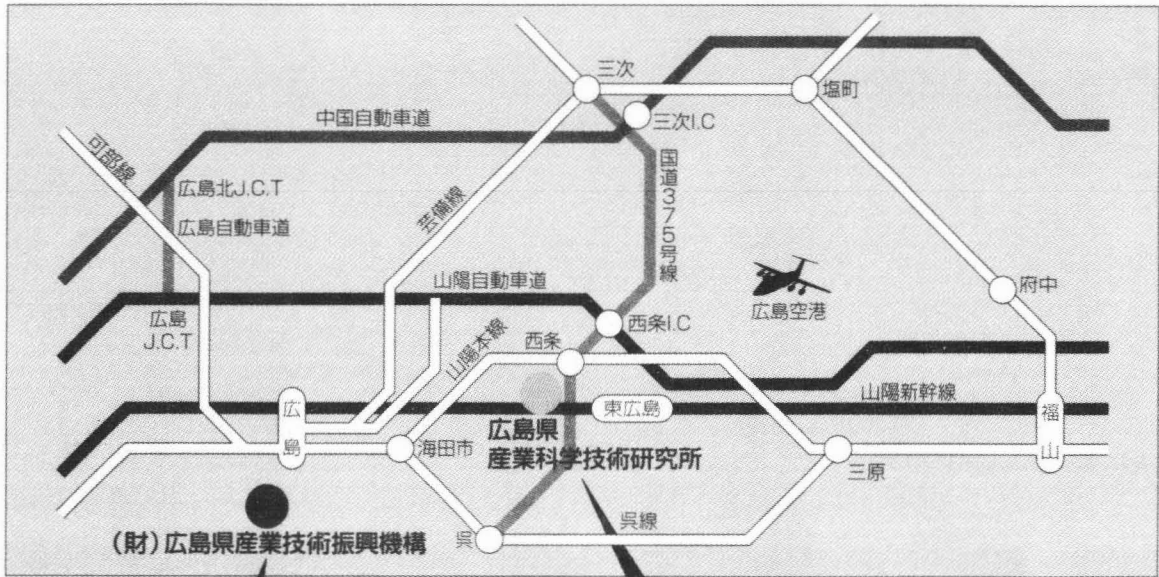 三次
塩町
中国自動車道
三次I.C
可部線
広島北J.C.T
芸備線
国道375号線
広島自動車道
山陽自動車道
府中
広島空港
広島
J.C.T
西条I.C
山陽本線
西条
山陽新幹線
広島
東広島
福山
海田市
広島県
産業科学技術研究所
三原
呉線
呉
(財)広島県産業技術振興機構